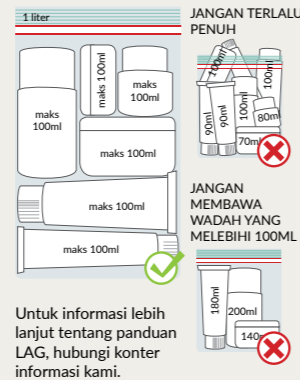 1 liter
maks
100ml
maks 100ml
maks
100ml
maks 100ml
maks 100ml
maks 100ml
Untuk informasi lebih
lanjut tentang panduan
LAG, hubungi konter
informasi kami.
JANGAN TERLALU
PENUH
100ml
100ml
90ml
90ml
100ml
80ml
70ml
JANGAN
MEMBAWA
WADAH YANG
MELEBIHI 100ML
180ml
200ml